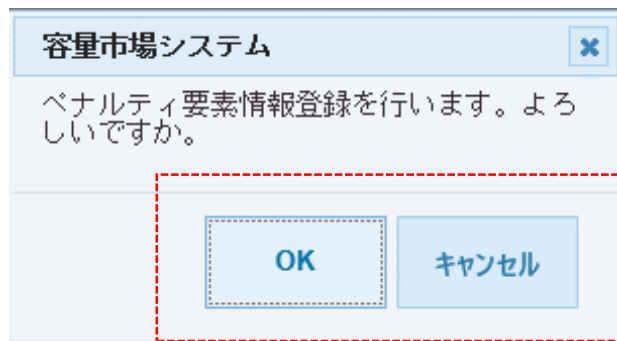 容量市場システム
ペナルティ要素情報登録を行います。よろ
しいですか。
OK
キャンセル